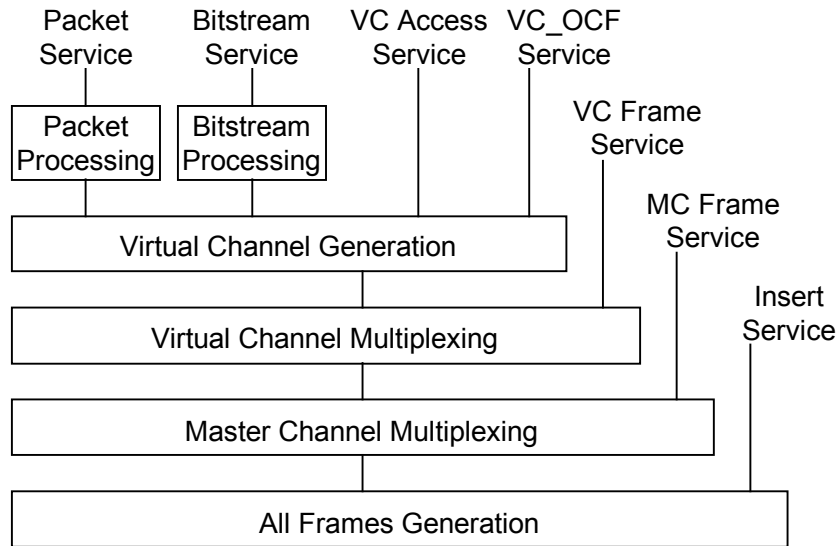 Packet
Service
Bitstream
Service
VC Access
Service
VC_OCF
Service
Packet
Processing
Bitstream
Processing
VC Frame
Service
MC Frame
Service
Virtual Channel Generation
Insert
Service
Virtual Channel Multiplexing
Master Channel Multiplexing
All Frames Generation